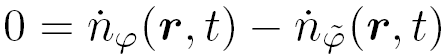 $0 = \dot{n}_{\varphi}(\boldsymbol{r}, t) - \dot{n}_{\tilde{\varphi}}(\boldsymbol{r}, t)$